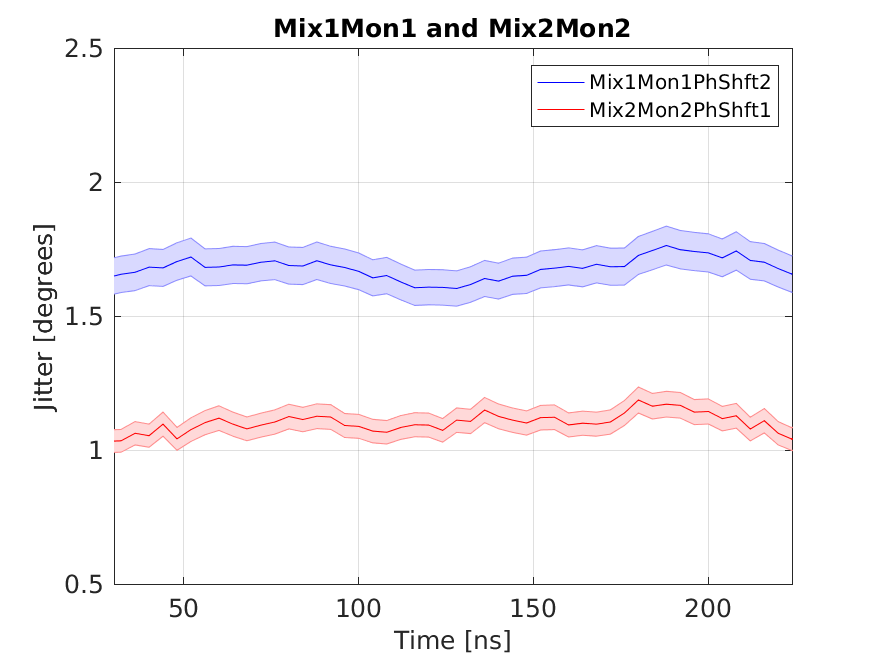 Mix1Mon1 and Mix2Mon2
Mix1Mon1PhShft2
Mix2Mon2PhShft1
2.5
2
1.5
1
0.5
50
100
150
200
Jitter [degrees]
Time [ns]